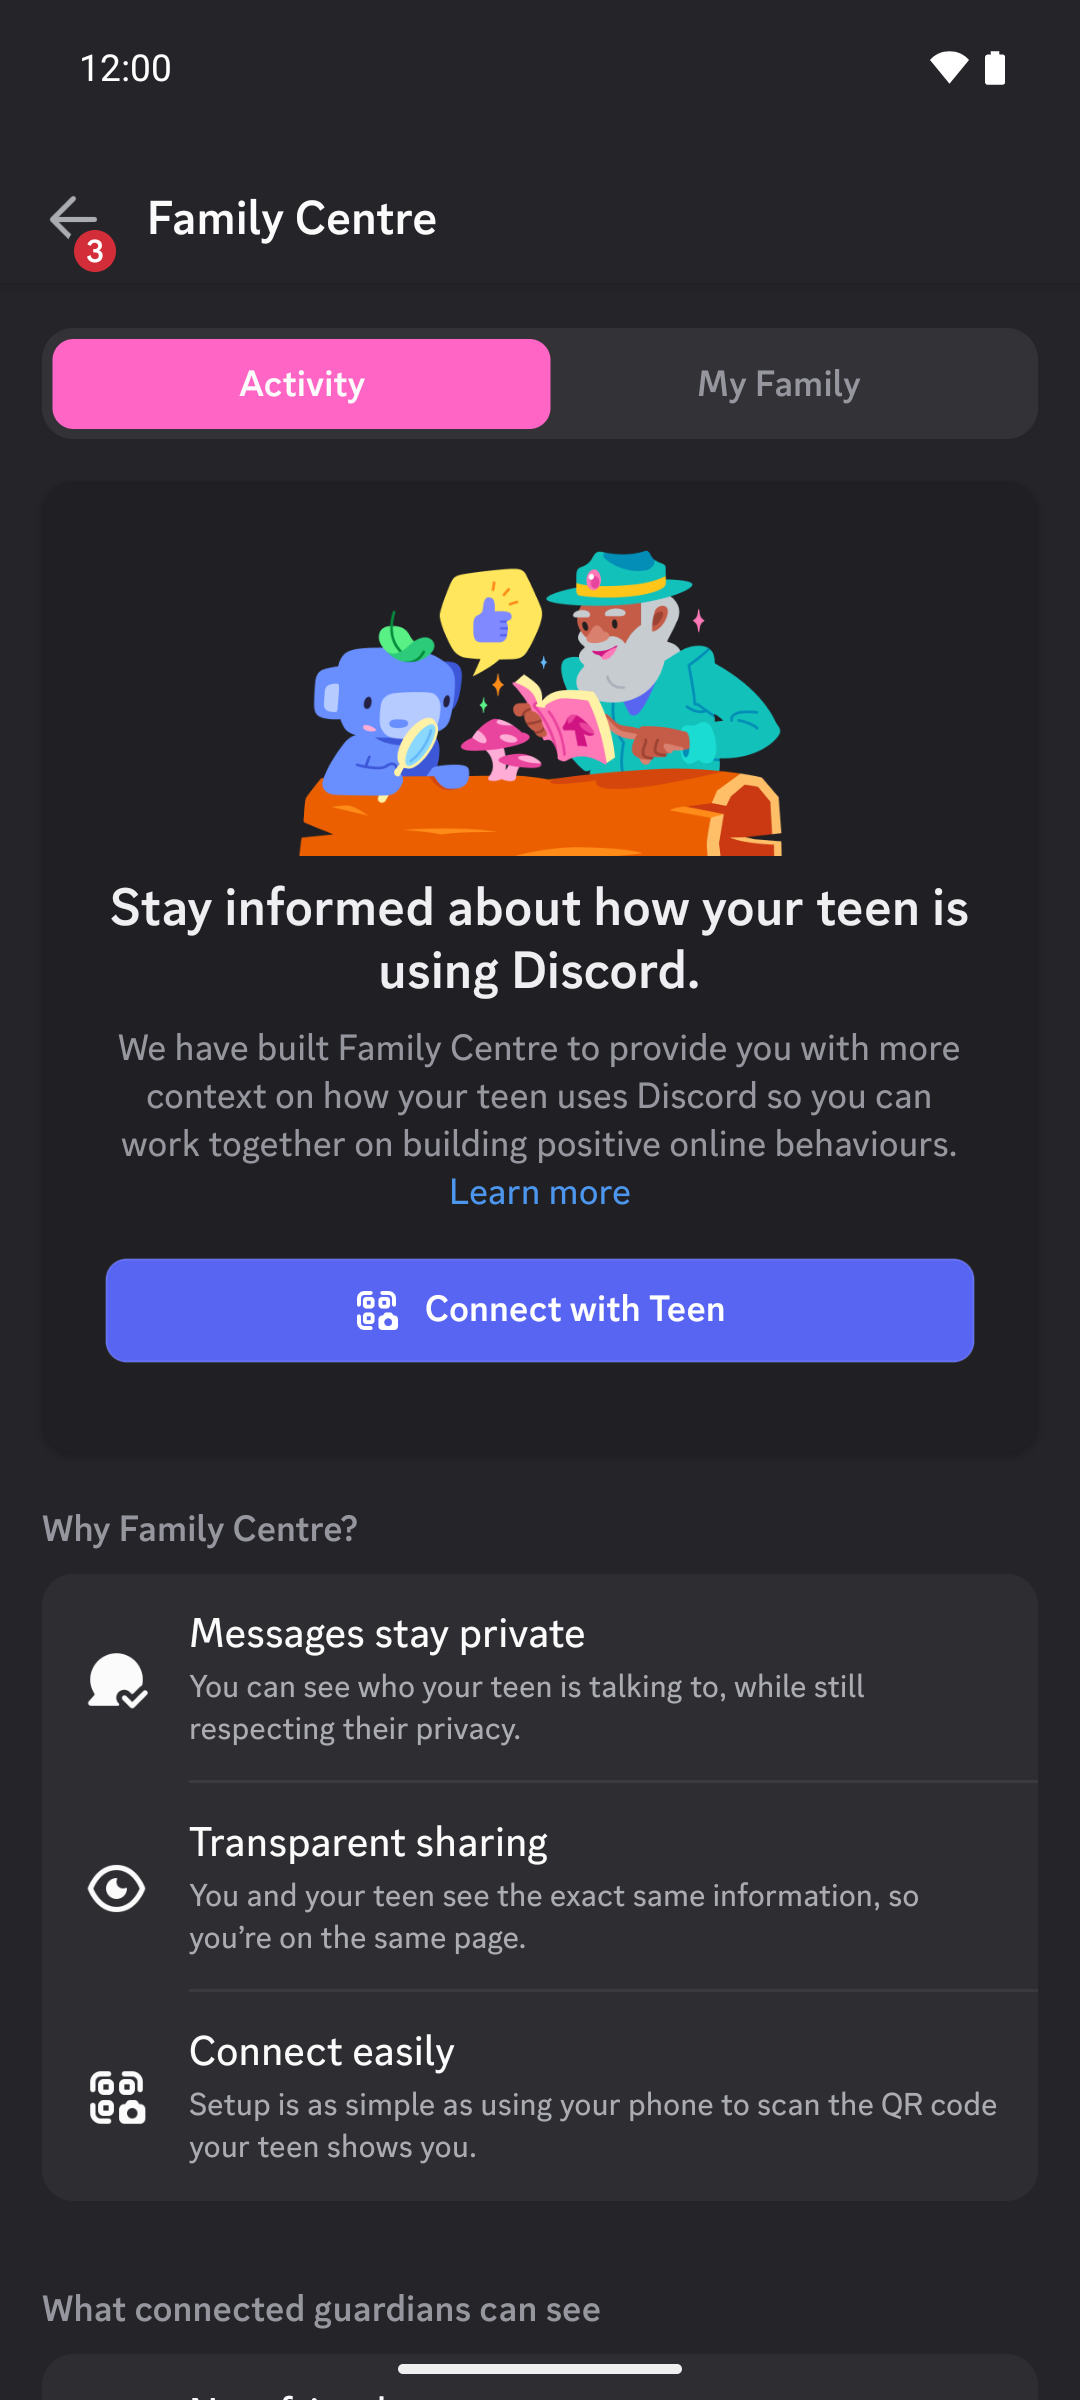 12:00
3
Family Centre
Activity
My Family
Stay informed about how your teen is
using Discord.
We have built Family Centre to provide you with more
context on how your teen uses Discord so you can
work together on building positive online behaviours.
Learn more
Connect with Teen
Why Family Centre?
Messages stay private
You can see who your teen is talking to, while still
respecting their privacy.
Transparent sharing
You and your teen see the exact same information, so
you’re on the same page.
Connect easily
Setup is as simple as using your phone to scan the QR code
your teen shows you.
What connected guardians can see